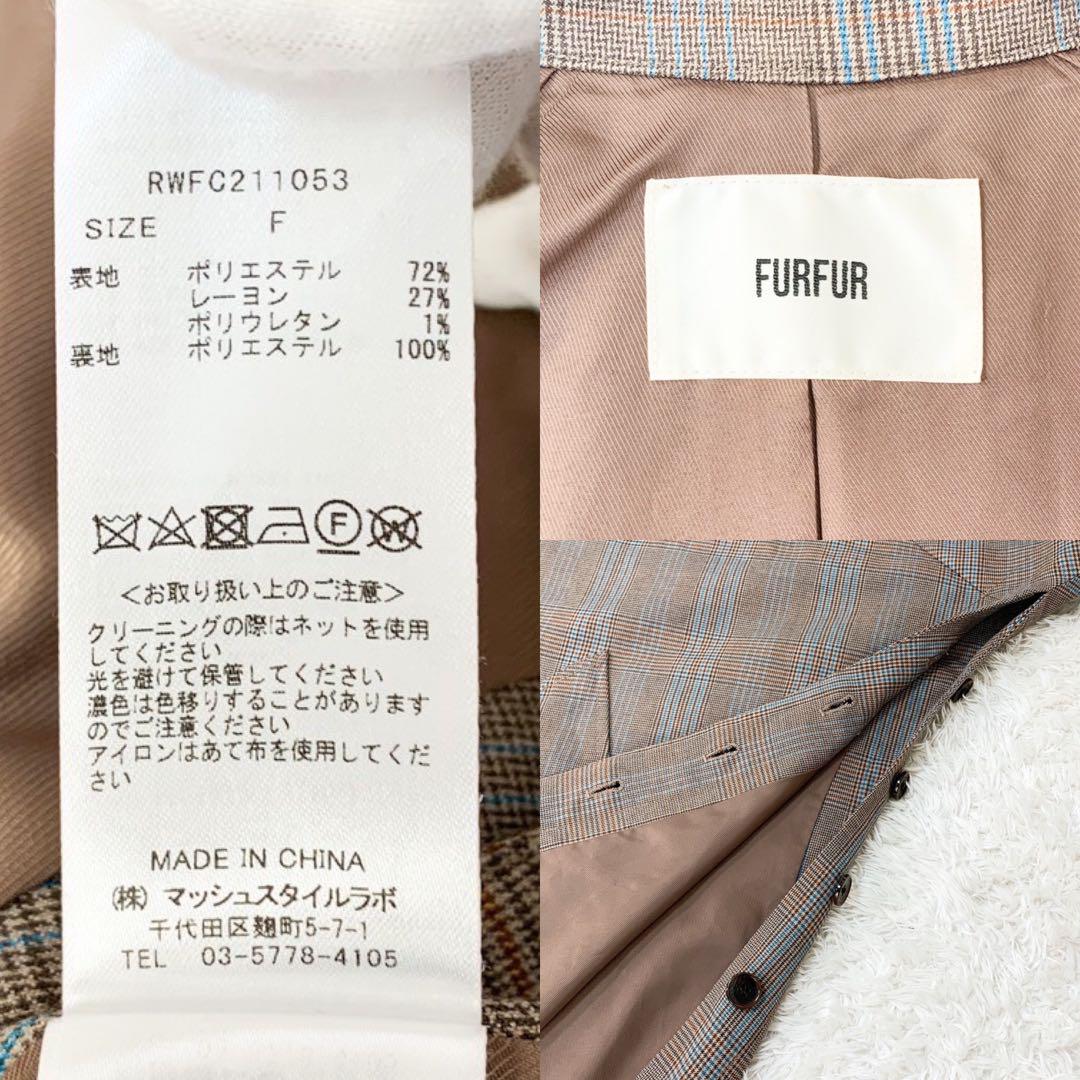 RWFC211053
SIZE F
表地 ポリエステル 72%
レーヨン 27%
ポリウレタン 1%
裏地 ポリエステル 100%
F
W
<お取り扱い上のご注意>
クリーニングの際はネットを使用
してください
光を避けて保管してください
濃色は色移りすることがあります
のでご注意ください
アイロンはあて布を使用してくだ
さい
MADE IN CHINA
(株)マッシュスタイルラボ
千代田区麹町5-7-1
TEL 03-5778-4105
FURFUR